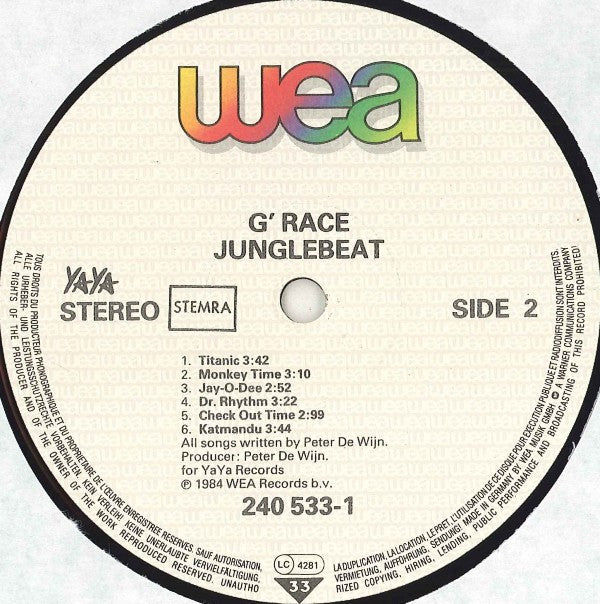 wea
G' RACE
JUNGLEBEAT
YAYA
STEREO
STEMRA
SIDE 2
1. Titanic 3:42
2. Monkey Time 3:10
3. Jay-O-Dee 2:52
4. Dr. Rhythm 3:22
5. Check Out Time 2:99
6. Katmandu 3:44
All songs written by Peter De Wijn.
Producer: Peter De Wijn.
for YaYa Records
℗ 1984 WEA Records b.v.
240 533-1
LC 4281
33
TOUS DROITS DU PRODUCTEUR PHONOGRAPHIQUE ET DU PROPRIETAIRE DE L'ŒUVRE ENREGISTREE RESERVES. SAUF AUTORISATION, LA DUPLICATION, LA LOCATION, LE PRET, L'UTILISATION DE CE DISQUE POUR EXECUTION PUBLIQUE ET RADIODIFFUSION SONT INTERDITS.
ALLE URHEBER- UND LEISTUNGSSCHUTZRECHTE VORBEHALTEN. KEIN VERLEIH! KEINE UNERLAUBTE VERVIELFÄLTIGUNG, VERMIETUNG, AUFFÜHRUNG, SENDUNG! MADE IN GERMANY BY WEA MUSIK GMBH ⊙ A WARNER COMMUNICATIONS COMPANY
ALL RIGHTS OF THE PRODUCER AND OF THE OWNER OF THE WORK REPRODUCED RESERVED. UNAUTHORIZED COPYING, HIRING, LENDING, PUBLIC PERFORMANCE AND BROADCASTING OF THIS RECORD PROHIBITED!